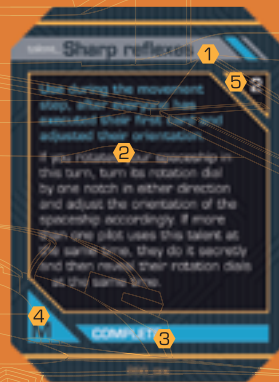 talent Sharp reflexes 1
5 2
Use during the movement
step, after everyone has
executed their first card and
adjusted their orientation.
2
If you rotated your spaceship in
this turn, turn its rotation dial
by one notch in either direction
and adjust the orientation of the
spaceship accordingly. If more
than one pilot uses this talent at
the same time, they do it secretly
and then reveal their rotation dials
at the same time.
4
COMPLETE 3